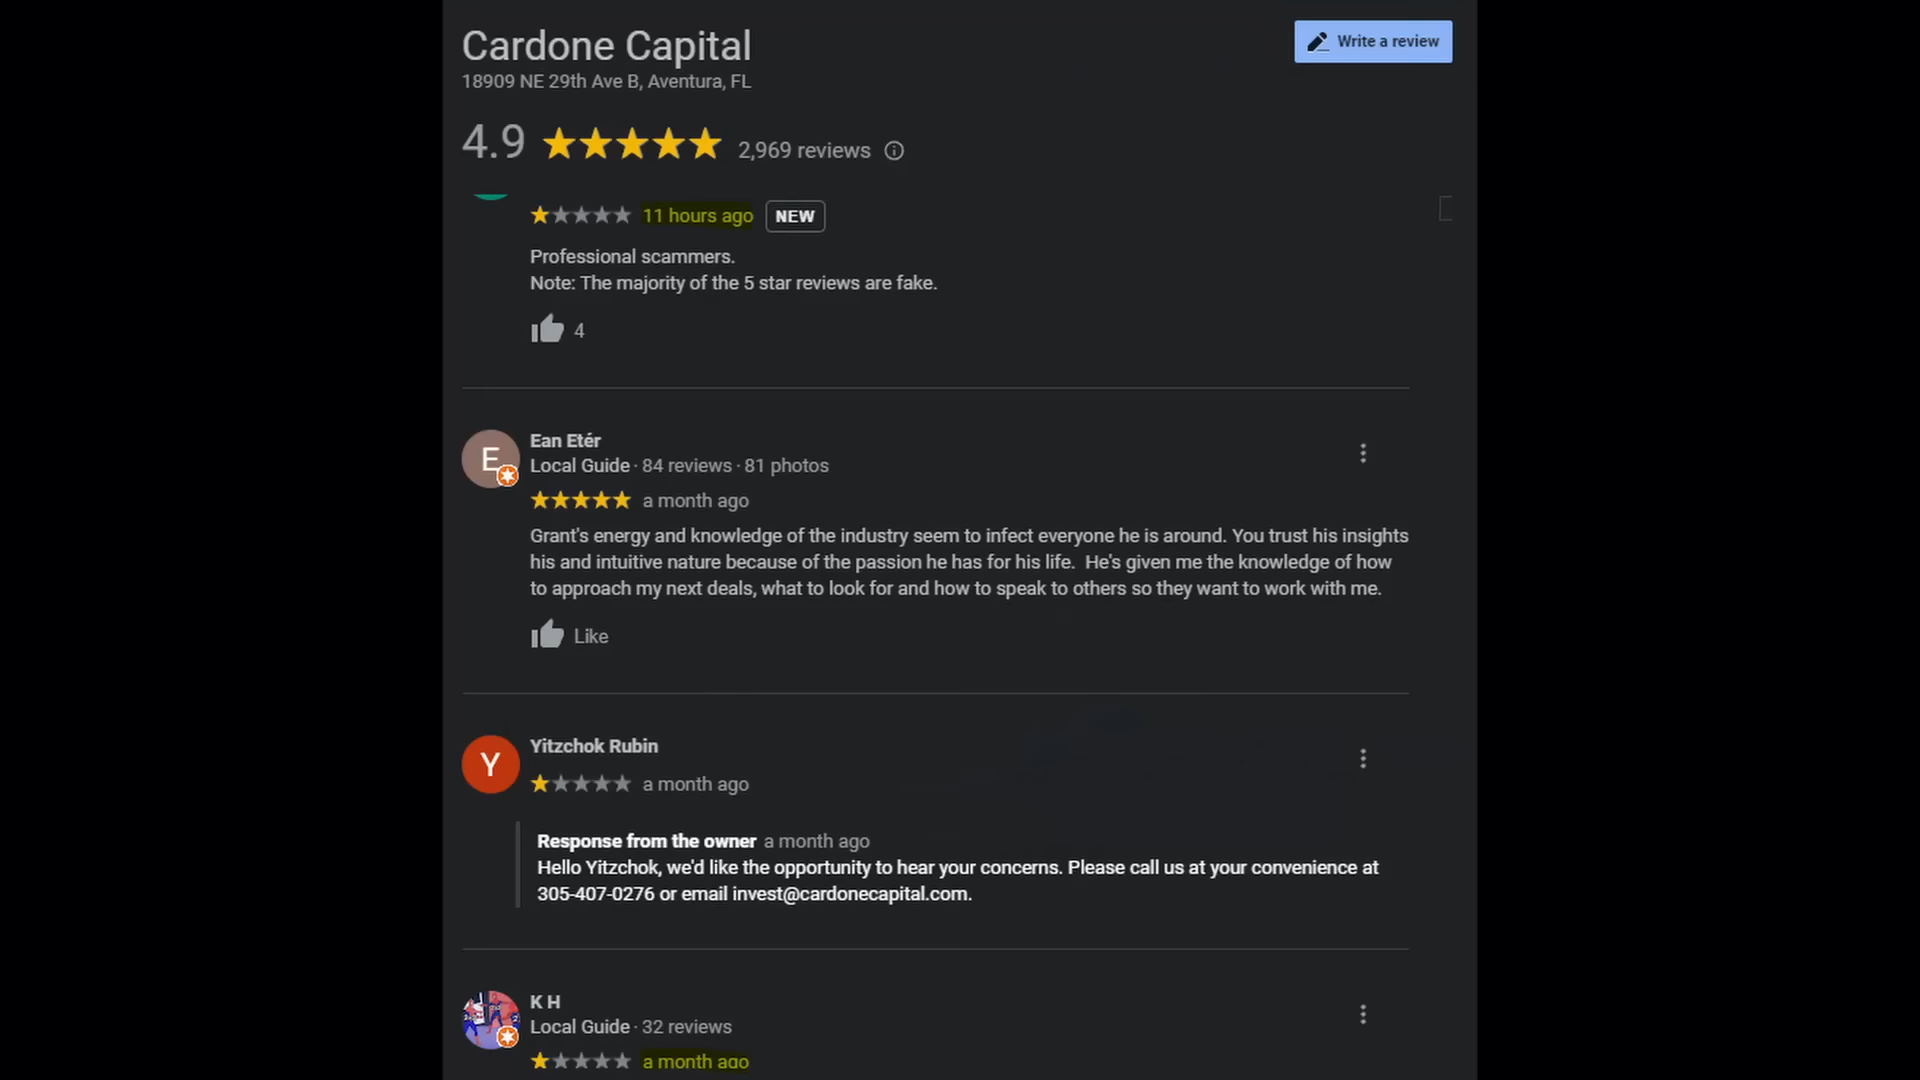 Cardone Capital
Write a review
18909 NE 29th Ave B, Aventura, FL
4.9 2,969 reviews
11 hours ago NEW
Professional scammers.
Note: The majority of the 5 star reviews are fake.
4
E
Ean Etér
Local Guide · 84 reviews · 81 photos
a month ago
Grant's energy and knowledge of the industry seem to infect everyone he is around. You trust his insights
his and intuitive nature because of the passion he has for his life. He's given me the knowledge of how
to approach my next deals, what to look for and how to speak to others so they want to work with me.
Like
Y
Yitzchok Rubin
a month ago
Response from the owner a month ago
Hello Yitzchok, we'd like the opportunity to hear your concerns. Please call us at your convenience at
305-407-0276 or email invest@cardonecapital.com.
K H
Local Guide · 32 reviews
a month ago